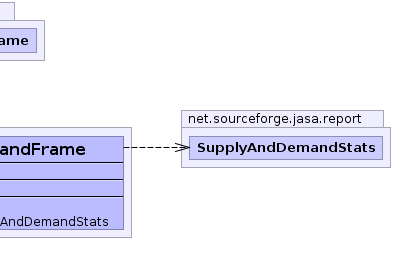 ame
net.sourceforge.jasa.report
andFrame
SupplyAndDemandStats
AndDemandStats